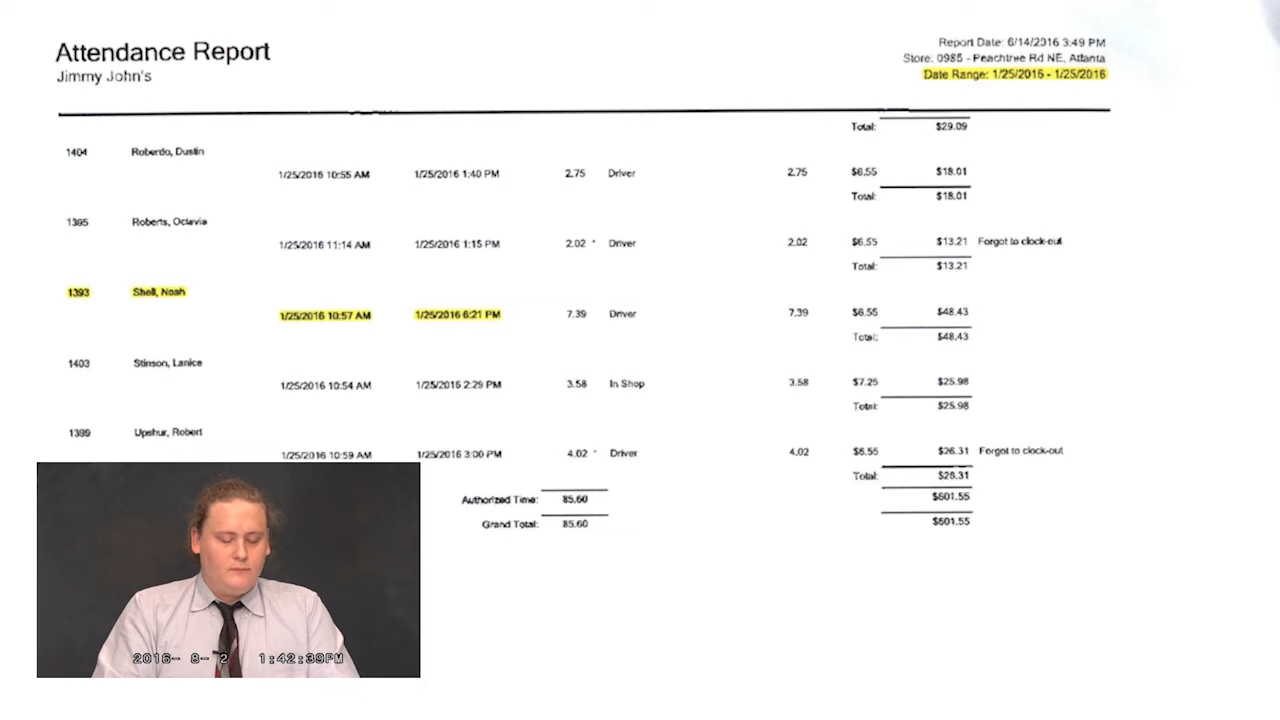 Attendance Report
Jimmy John's
Report Date: 6/14/2016 3:49 PM
Store: 0985 - Peachtree Rd NE, Atlanta
Date Range: 1/25/2016 - 1/25/2016
Total: $29.09
1404 Roberdo, Dustin
1/25/2016 10:55 AM 1/25/2016 1:40 PM 2.75 Driver 2.75 $6.55 $18.01
Total: $18.01
1395 Roberts, Octavia
1/25/2016 11:14 AM 1/25/2016 1:15 PM 2.02 * Driver 2.02 $6.55 $13.21 Forgot to clock-out
Total: $13.21
1393 Shell, Noah
1/25/2016 10:57 AM 1/25/2016 6:21 PM 7.39 Driver 7.39 $6.55 $48.43
Total: $48.43
1403 Stinson, Lanice
1/25/2016 10:54 AM 1/25/2016 2:29 PM 3.58 In Shop 3.58 $7.25 $25.98
Total: $25.98
1399 Upshur, Robert
1/25/2016 10:59 AM 1/25/2016 3:00 PM 4.02 * Driver 4.02 $6.55 $26.31 Forgot to clock-out
Total: $26.31
Authorized Time: 85.60 $601.55
Grand Total: 85.60 $601.55
2016- 8- 2 1:42:39PM